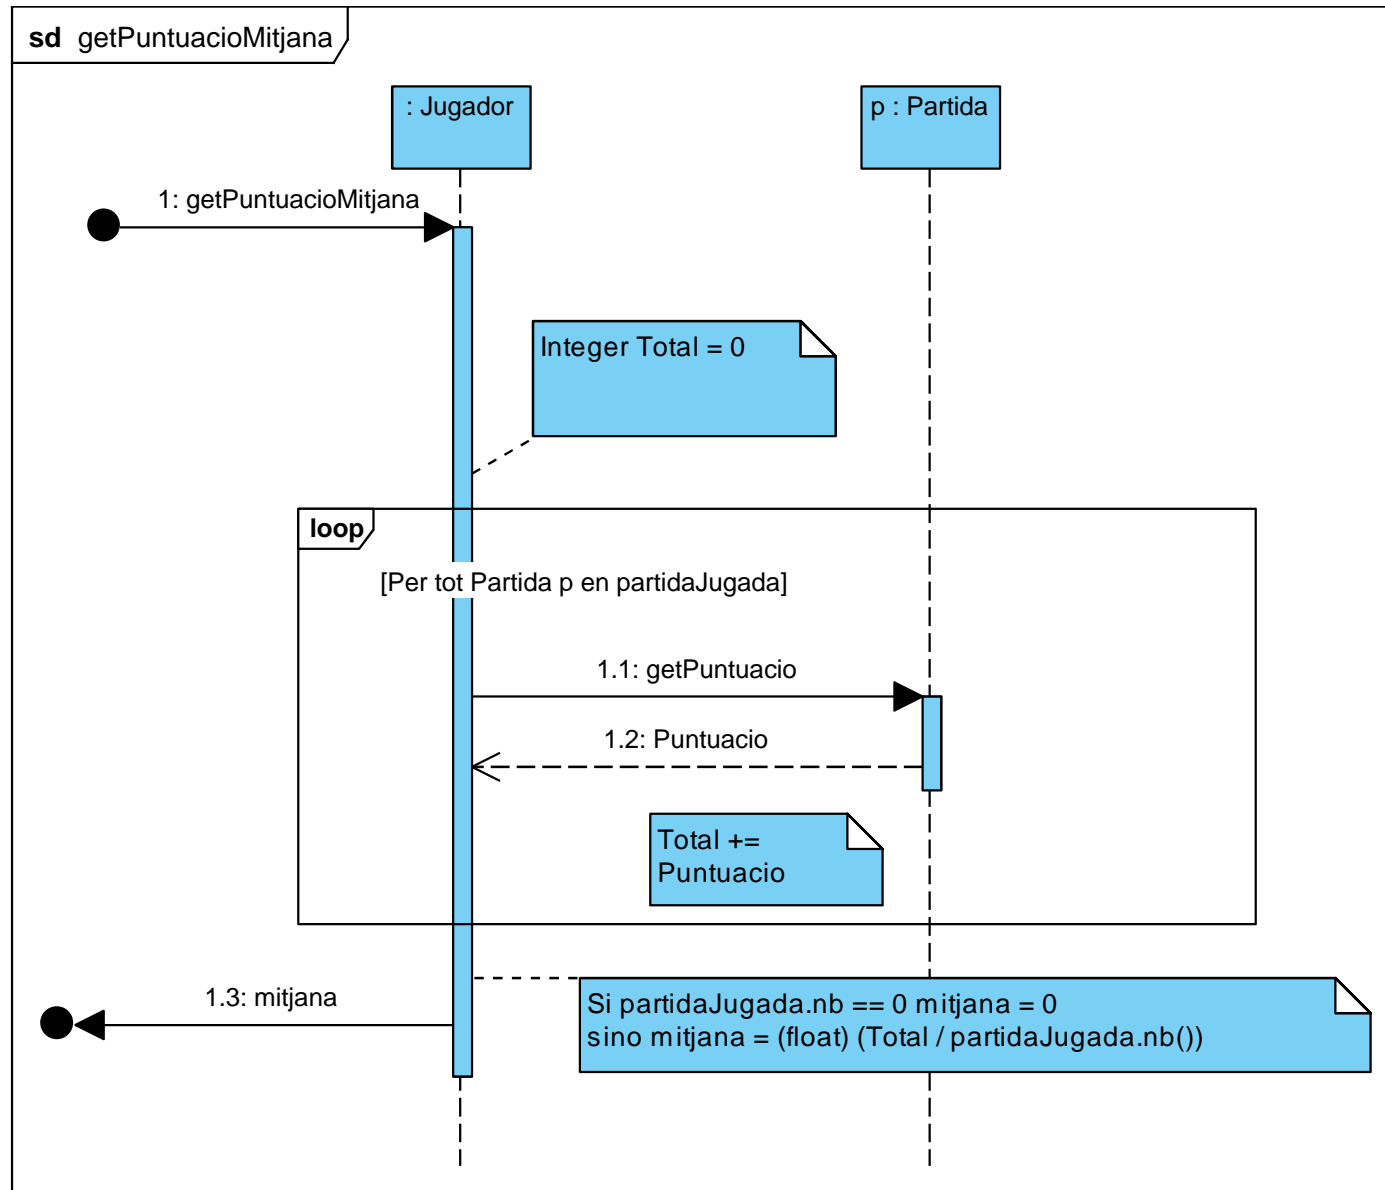 sd getPuntuacioMitjana
: Jugador
p : Partida
1: getPuntuacioMitjana
Integer Total = 0
loop
[Per tot Partida p en partidaJugada]
1.1: getPuntuacio
1.2: Puntuacio
Total +=
Puntuacio
1.3: mitjana
Si partidaJugada.nb == 0 mitjana = 0
sino mitjana = (float) (Total / partidaJugada.nb())